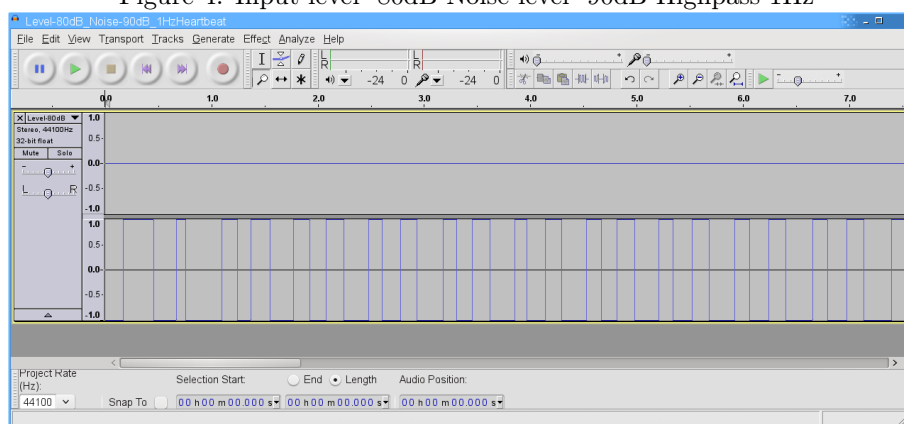 Figure 4: Input level -80dB Noise level -90dB Highpass 1Hz
Level-80dB_Noise-90dB_1HzHeartbeat
File Edit View Transport Tracks Generate Effect Analyze Help
L
R
L
R
-24 0
-24 0
0,0 1.0 2.0 3.0 4.0 5.0 6.0 7.0
X Level-80dB
Stereo, 44100Hz
32-bit float
Mute Solo
- +
L R
1.0
0.5-
0.0-
-0.5-
-1.0
1.0
0.5-
0.0-
-0.5-
-1.0
Project Rate
(Hz):
Selection Start: End Length Audio Position:
44100 Snap To 00 h 00 m 00.000 s 00 h 00 m 00.000 s 00 h 00 m 00.000 s